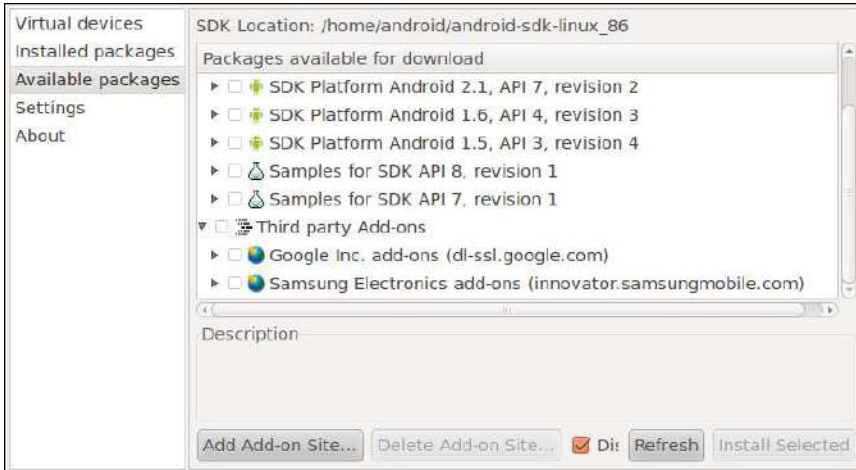 Virtual devices
Installed packages
Available packages
Settings
About
SDK Location: /home/android/android-sdk-linux_86
Packages available for download
SDK Platform Android 2.1, API 7, revision 2
SDK Platform Android 1.6, API 4, revision 3
SDK Platform Android 1.5, API 3, revision 4
Samples for SDK API 8, revision 1
Samples for SDK API 7, revision 1
Third party Add-ons
Google Inc. add-ons (dl-ssl.google.com)
Samsung Electronics add-ons (innovator.samsungmobile.com)
Description
Add Add-on Site... Delete Add-on Site... Dis Refresh Install Selected